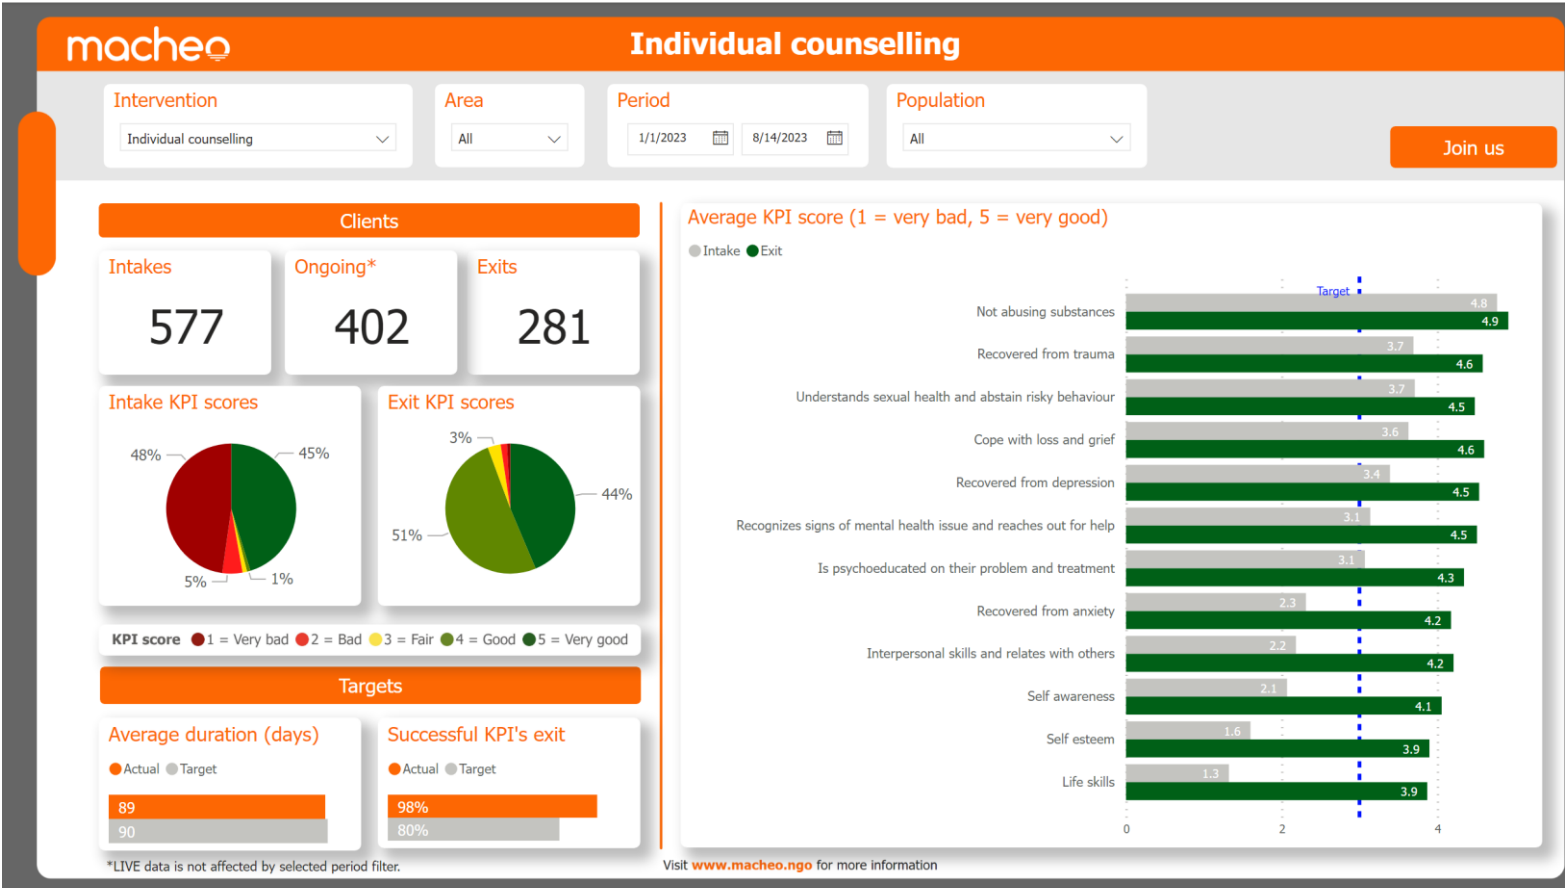 macheo
Individual counselling
Intervention
Individual counselling
Area
All
Period
1/1/2023
8/14/2023
Population
All
Join us
Clients
Intakes
577
Ongoing*
402
Exits
281
Intake KPI scores
48%
45%
5%
1%
Exit KPI scores
3%
44%
51%
KPI score 1 = Very bad 2 = Bad 3 = Fair 4 = Good 5 = Very good
Targets
Average duration (days)
Actual Target
89
90
Successful KPI's exit
Actual Target
98%
80%
*LIVE data is not affected by selected period filter.
Average KPI score (1 = very bad, 5 = very good)
Intake Exit
Target
Not abusing substances
4.8
4.9
Recovered from trauma
3.7
4.6
Understands sexual health and abstain risky behaviour
3.7
4.5
Cope with loss and grief
3.6
4.6
Recovered from depression
3.4
4.5
Recognizes signs of mental health issue and reaches out for help
3.1
4.5
Is psychoeducated on their problem and treatment
3.1
4.3
Recovered from anxiety
2.3
4.2
Interpersonal skills and relates with others
2.2
4.2
Self awareness
2.1
4.1
Self esteem
1.6
3.9
Life skills
1.3
3.9
0 2 4
Visit www.macheo.ngo for more information